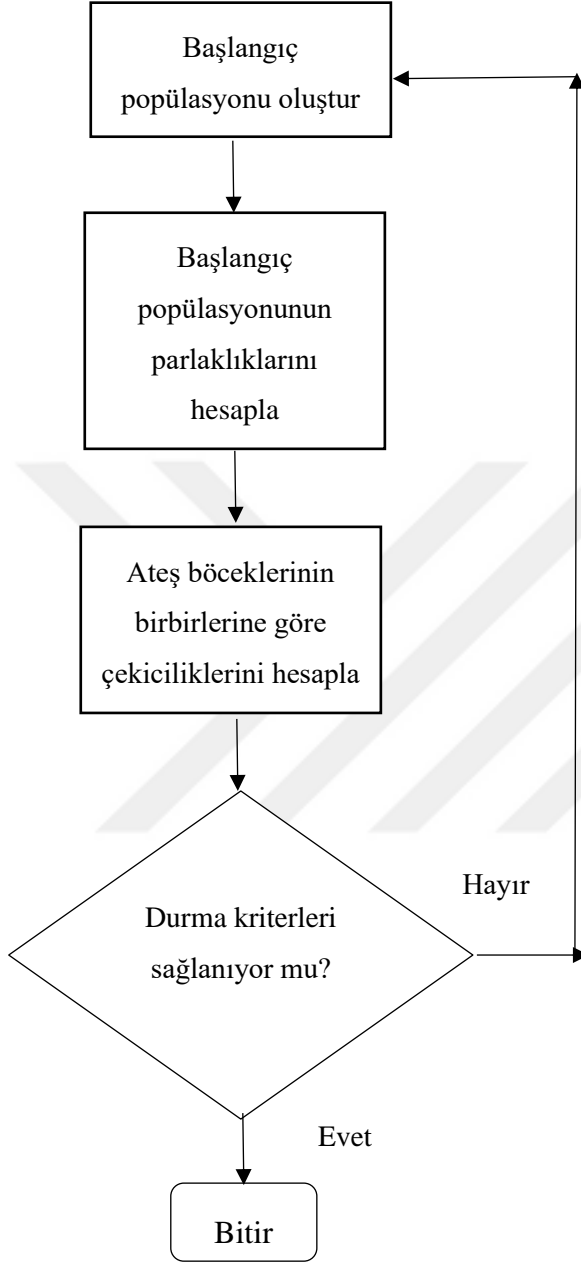 Başlangıç
popülasyonu oluştur
Başlangıç
popülasyonunun
parlaklıklarını
hesapla
Ateş böceklerinin
birbirlerine göre
çekiciliklerini hesapla
Durma kriterleri
sağlanıyor mu?
Hayır
Evet
Bitir